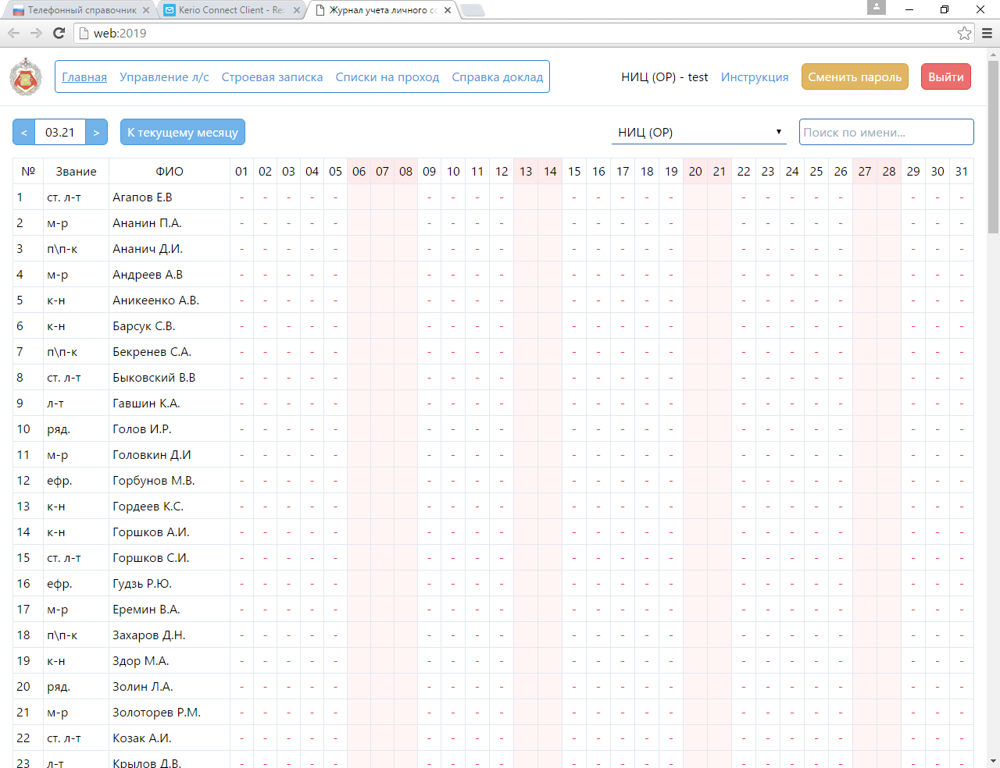 Телефонный справочник
Kerio Connect Client - Re
Журнал учета личного со
web:2019
Главная Управление л/с Строевая записка Списки на проход Справка доклад НИЦ (ОР) - test Инструкция Сменить пароль Выйти
< 03.21 > К текущему месяцу НИЦ (ОР) Поиск по имени...
№ Звание ФИО 01 02 03 04 05 06 07 08 09 10 11 12 13 14 15 16 17 18 19 20 21 22 23 24 25 26 27 28 29 30 31
1 ст. л-т Агапов Е.В - - - - - - - - - - - - - - - - - - - - - -
2 м-р Ананин П.А. - - - - - - - - - - - - - - - - - - - - - -
3 п\п-к Ананич Д.И. - - - - - - - - - - - - - - - - - - - - - -
4 м-р Андреев А.В - - - - - - - - - - - - - - - - - - - - - -
5 к-н Аникеенко А.В. - - - - - - - - - - - - - - - - - - - - - -
6 к-н Барсук С.В. - - - - - - - - - - - - - - - - - - - - - -
7 п\п-к Бекренев С.А. - - - - - - - - - - - - - - - - - - - - - -
8 ст. л-т Быковский В.В - - - - - - - - - - - - - - - - - - - - - -
9 л-т Гавшин К.А. - - - - - - - - - - - - - - - - - - - - - -
10 ряд. Голов И.Р. - - - - - - - - - - - - - - - - - - - - - -
11 м-р Головкин Д.И - - - - - - - - - - - - - - - - - - - - - -
12 ефр. Горбунов М.В. - - - - - - - - - - - - - - - - - - - - - -
13 к-н Гордеев К.С. - - - - - - - - - - - - - - - - - - - - - -
14 к-н Горшков А.И. - - - - - - - - - - - - - - - - - - - - - -
15 ст. л-т Горшков С.И. - - - - - - - - - - - - - - - - - - - - - -
16 ефр. Гудзь Р.Ю. - - - - - - - - - - - - - - - - - - - - - -
17 м-р Еремин В.А. - - - - - - - - - - - - - - - - - - - - - -
18 п\п-к Захаров Д.Н. - - - - - - - - - - - - - - - - - - - - - -
19 к-н Здор М.А. - - - - - - - - - - - - - - - - - - - - - -
20 ряд. Золин Л.А. - - - - - - - - - - - - - - - - - - - - - -
21 м-р Золоторев Р.М. - - - - - - - - - - - - - - - - - - - - - -
22 ст. л-т Козак А.И. - - - - - - - - - - - - - - - - - - - - - -
23 л-т Крылов Д.В. - - - - - - - - - - - - - - - - - - - - - -